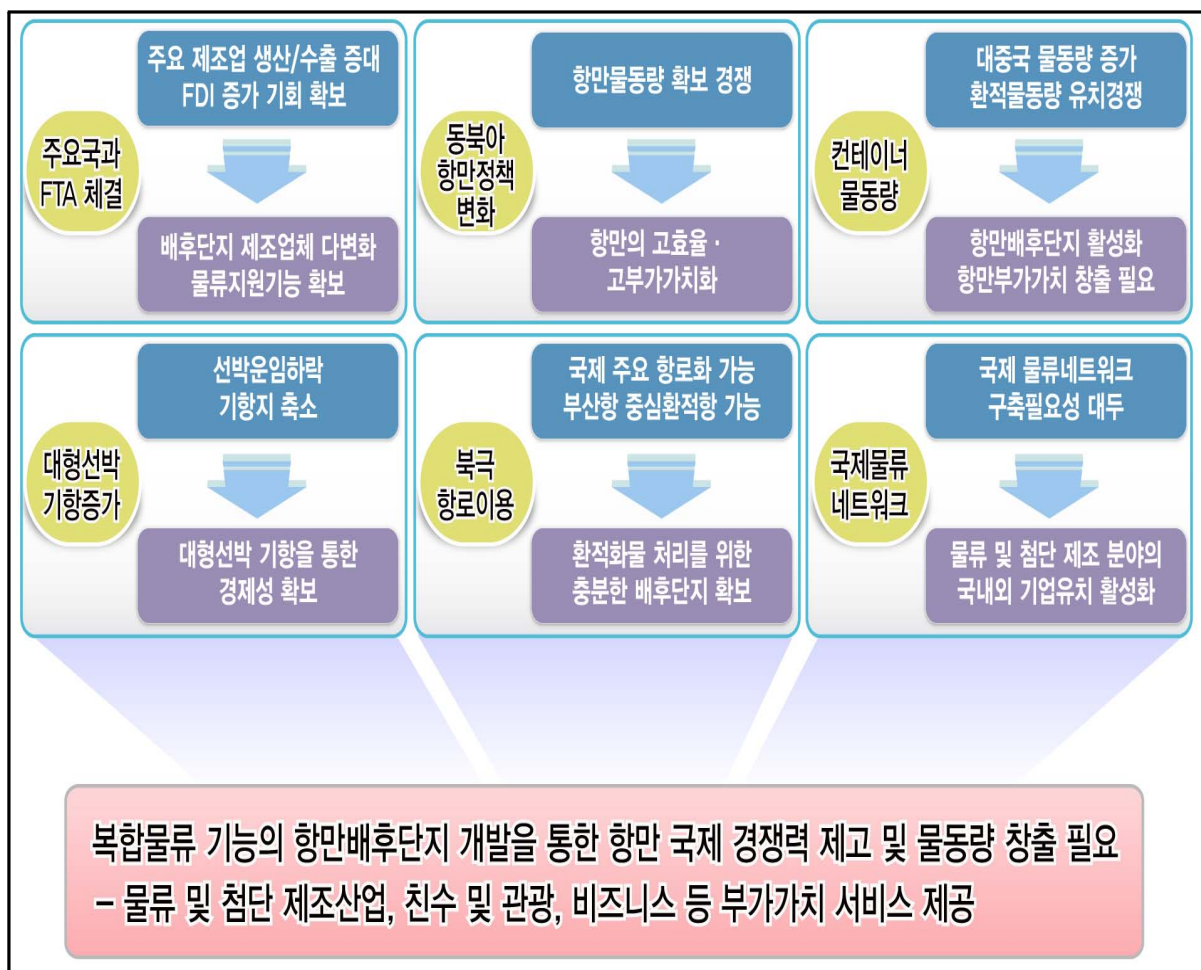 주요국과
FTA 체결
주요 제조업 생산/수출 증대
FDI 증가 기회 확보
배후단지 제조업체 다변화
물류지원기능 확보
동북아
항만정책
변화
항만물동량 확보 경쟁
항만의 고효율 ·
고부가가치화
컨테이너
물동량
대중국 물동량 증가
환적물동량 유치경쟁
항만배후단지 활성화
항만부가가치 창출 필요
대형선박
기항증가
선박운임하락
기항지 축소
대형선박 기항을 통한
경제성 확보
북극
항로이용
국제 주요 항로화 가능
부산항 중심환적항 가능
환적화물 처리를 위한
충분한 배후단지 확보
국제물류
네트워크
국제 물류네트워크
구축필요성 대두
물류 및 첨단 제조 분야의
국내외 기업유치 활성화
복합물류 기능의 항만배후단지 개발을 통한 항만 국제 경쟁력 제고 및 물동량 창출 필요
– 물류 및 첨단 제조산업, 친수 및 관광, 비즈니스 등 부가가치 서비스 제공